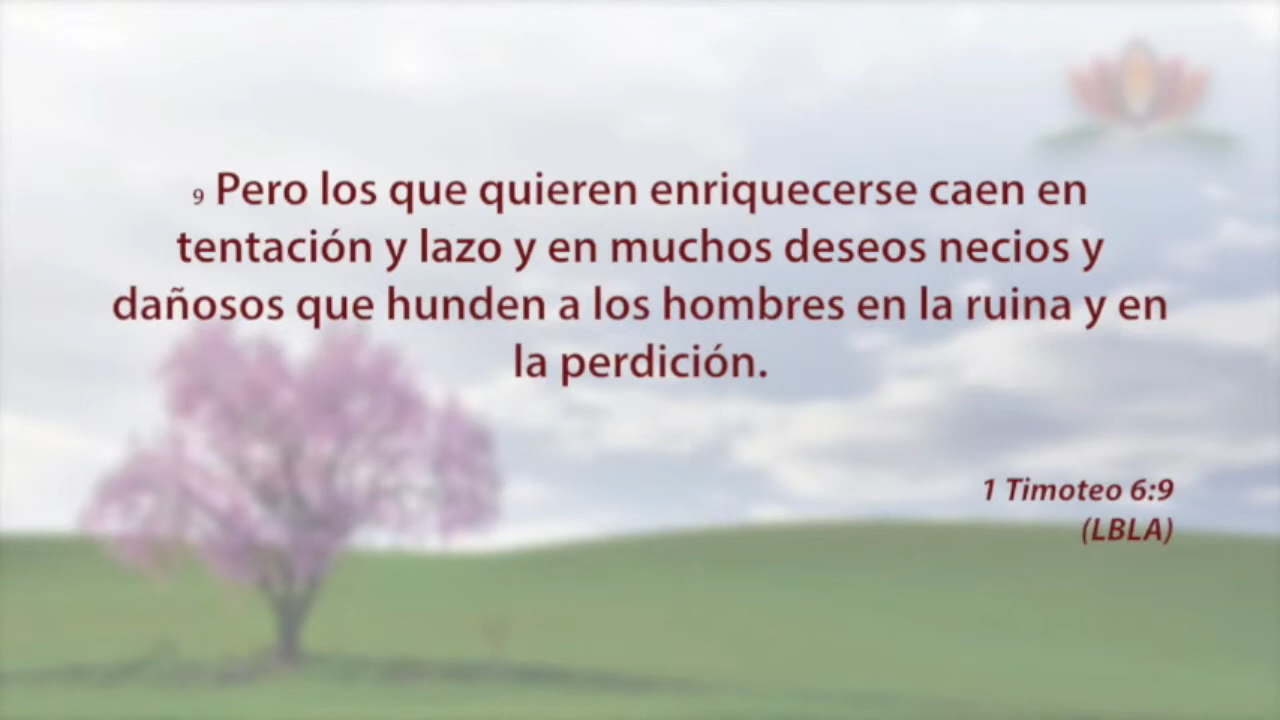 9 Pero los que quieren enriquecerse caen en
tentación y lazo y en muchos deseos necios y
dañosos que hunden a los hombres en la ruina y en
la perdición.
1 Timoteo 6:9
(LBLA)